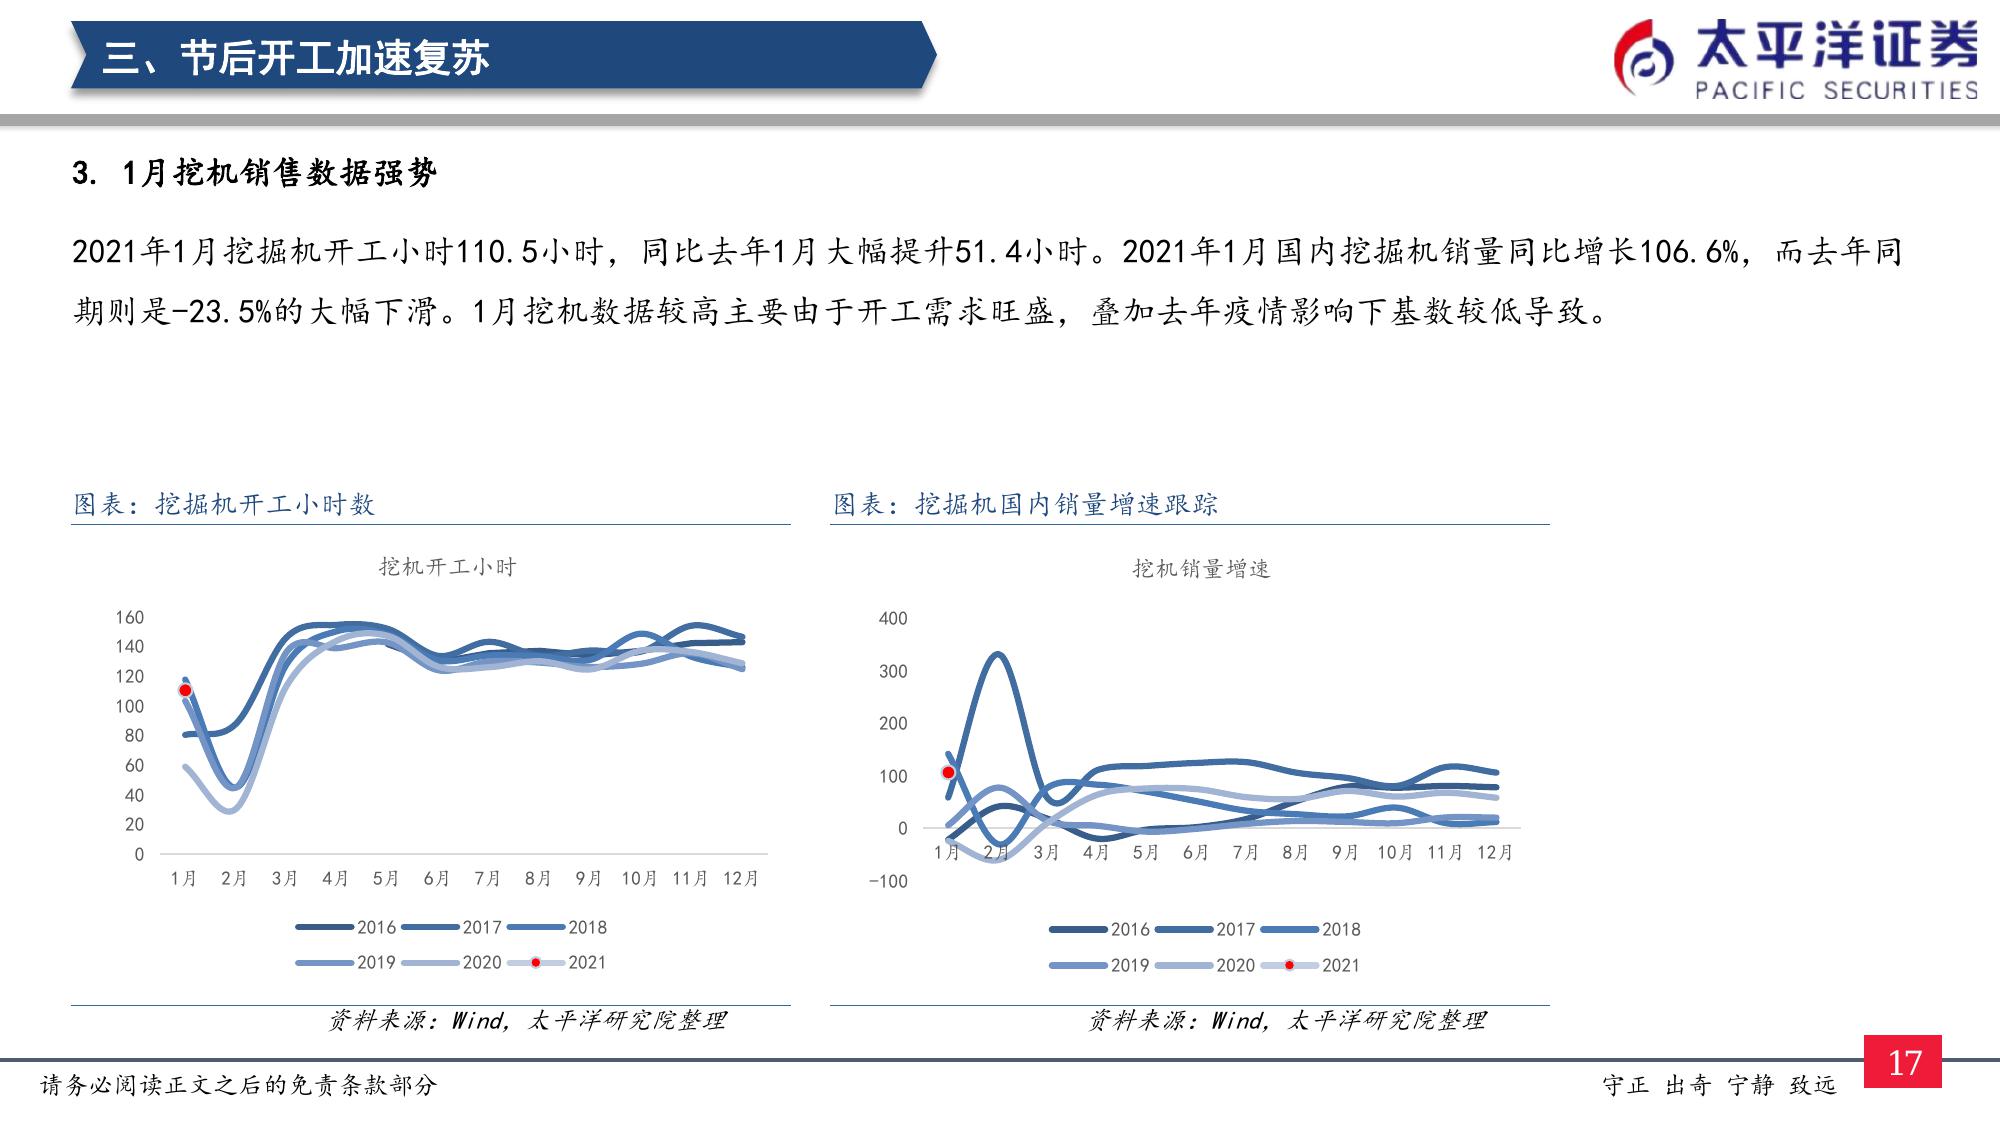 三、节后开工加速复苏
太平洋证券
PACIFIC SECURITIES
3. 1月挖机销售数据强势
2021年1月挖掘机开工小时110.5小时，同比去年1月大幅提升51.4小时。2021年1月国内挖掘机销量同比增长106.6%，而去年同
期则是-23.5%的大幅下滑。1月挖机数据较高主要由于开工需求旺盛，叠加去年疫情影响下基数较低导致。
图表：挖掘机开工小时数
挖机开工小时
160
140
120
100
80
60
40
20
0
1月 2月 3月 4月 5月 6月 7月 8月 9月 10月 11月 12月
2016 2017 2018
2019 2020 2021
资料来源：Wind，太平洋研究院整理
图表：挖掘机国内销量增速跟踪
挖机销量增速
400
300
200
100
0
-100
1月 2月 3月 4月 5月 6月 7月 8月 9月 10月 11月 12月
2016 2017 2018
2019 2020 2021
资料来源：Wind，太平洋研究院整理
请务必阅读正文之后的免责条款部分
守正 出奇 宁静 致远
17